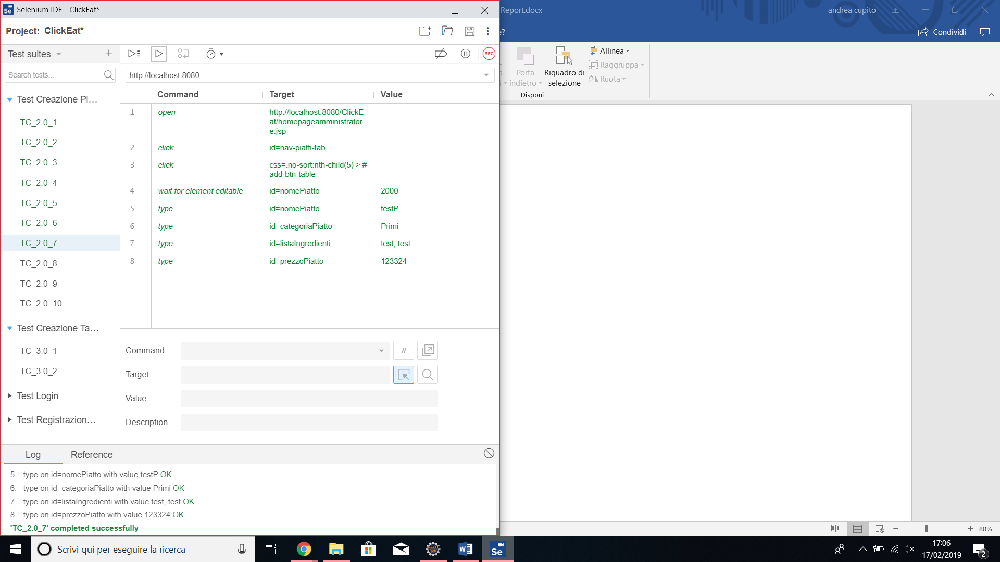 Selenium IDE - ClickEat*
Report.docx
andrea cupito
Project: ClickEat*
e?
Condividi
Test suites
REC
Allinea
Raggruppa
Ruota
Porta
indietro
Riquadro di
selezione
Disponi
Search tests...
http://localhost:8080
Command Target Value
Test Creazione Pi...
TC_2.0_1
TC_2.0_2
TC_2.0_3
TC_2.0_4
TC_2.0_5
TC_2.0_6
TC_2.0_7
TC_2.0_8
TC_2.0_9
TC_2.0_10
Test Creazione Ta...
TC_3.0_1
TC_3.0_2
Test Login
Test Registrazion...
1 open http://localhost:8080/ClickE
at/homepageamministrator
e.jsp
2 click id=nav-piatti-tab
3 click css=.no-sort:nth-child(5) > #
add-btn-table
4 wait for element editable id=nomePiatto 2000
5 type id=nomePiatto testP
6 type id=categoriaPiatto Primi
7 type id=listaIngredienti test, test
8 type id=prezzoPiatto 123324
Command //
Target
Value
Description
Log Reference
5. type on id=nomePiatto with value testP OK
6. type on id=categoriaPiatto with value Primi OK
7. type on id=listaIngredienti with value test, test OK
8. type on id=prezzoPiatto with value 123324 OK
'TC_2.0_7' completed successfully
80%
Scrivi qui per eseguire la ricerca
Se
17:06
17/02/2019
2